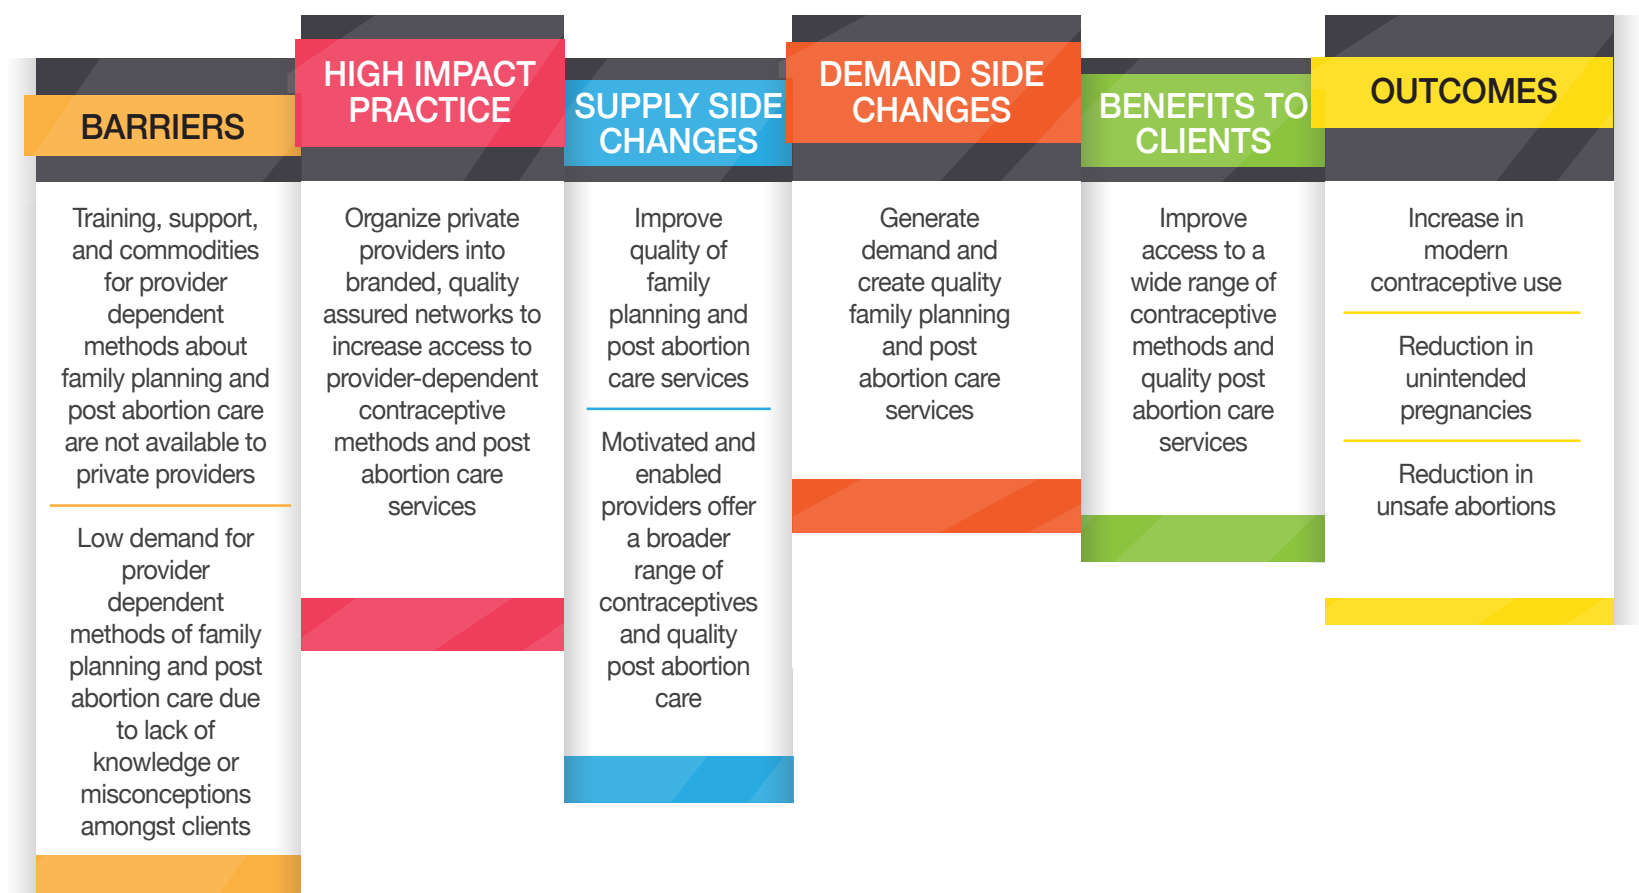 BARRIERS
Training, support,
and commodities
for provider
dependent
methods about
family planning and
post abortion care
are not available to
private providers
Low demand for
provider
dependent
methods of family
planning and post
abortion care due
to lack of
knowledge or
misconceptions
amongst clients
HIGH IMPACT
PRACTICE
Organize private
providers into
branded, quality
assured networks to
increase access to
provider-dependent
contraceptive
methods and post
abortion care
services
SUPPLY SIDE
CHANGES
Improve
quality of
family
planning and
post abortion
care services
Motivated and
enabled
providers offer
a broader
range of
contraceptives
and quality
post abortion
care
DEMAND SIDE
CHANGES
Generate
demand and
create quality
family planning
and post
abortion care
services
BENEFITS TO
CLIENTS
Improve
access to a
wide range of
contraceptive
methods and
quality post
abortion care
services
OUTCOMES
Increase in
modern
contraceptive use
Reduction in
unintended
pregnancies
Reduction in
unsafe abortions